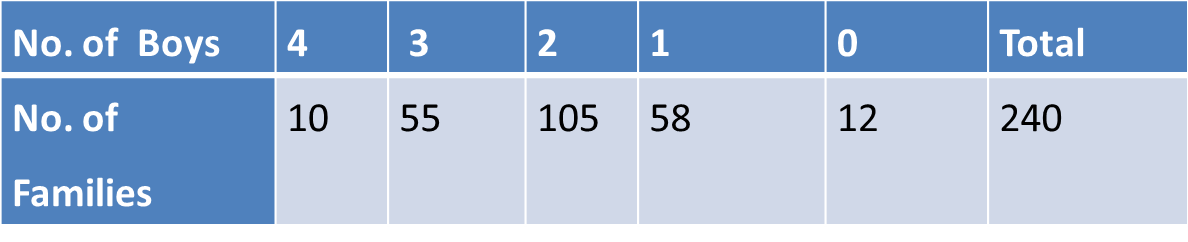 No. of Boys 4 3 2 1 0 Total
No. of 10 55 105 58 12 240
Families